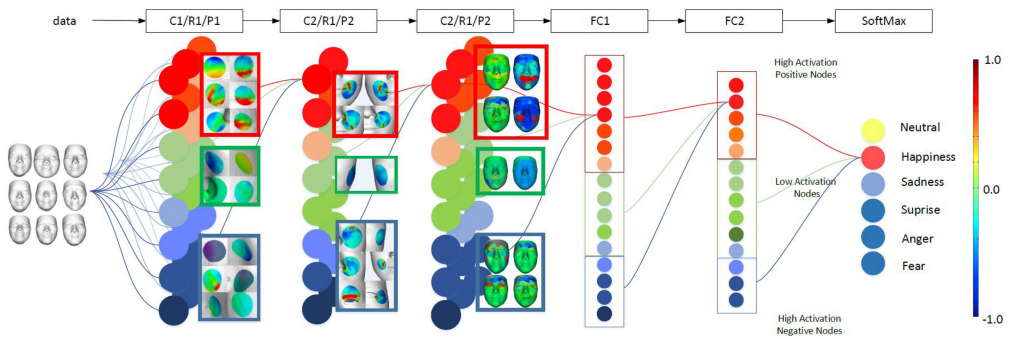 data
C1/R1/P1
C2/R1/P2
C2/R1/P2
FC1
FC2
SoftMax
High Activation
Positive Nodes
1.0
Neutral
Happiness
Low Activation
Nodes
Sadness
0.0
Suprise
Anger
Fear
High Activation
Negative Nodes
-1.0